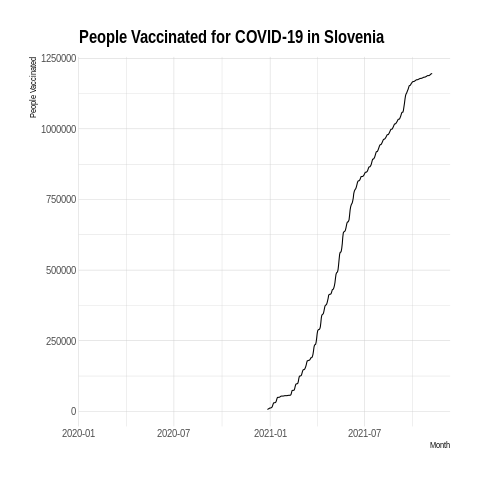 People Vaccinated for COVID-19 in Slovenia
People Vaccinated
1250000
1000000
750000
500000
250000
0
2020-01 2020-07 2021-01 2021-07
Month